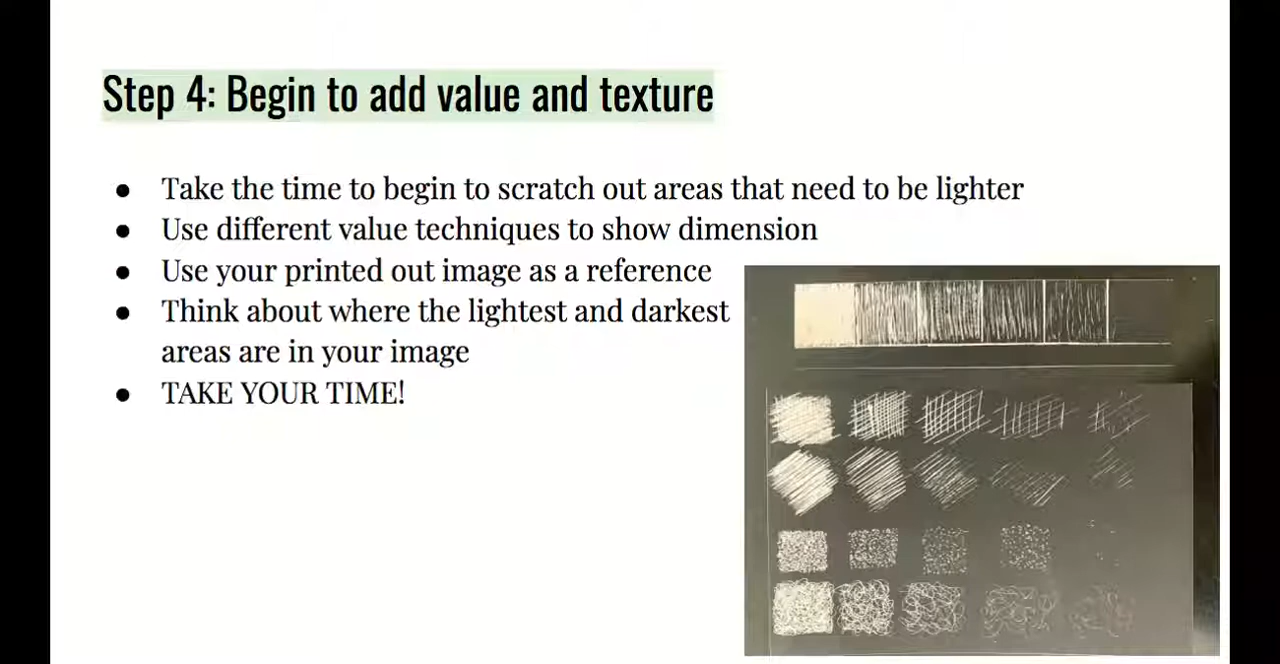 Step 4: Begin to add value and texture
● Take the time to begin to scratch out areas that need to be lighter
● Use different value techniques to show dimension
● Use your printed out image as a reference
● Think about where the lightest and darkest
areas are in your image
● TAKE YOUR TIME!